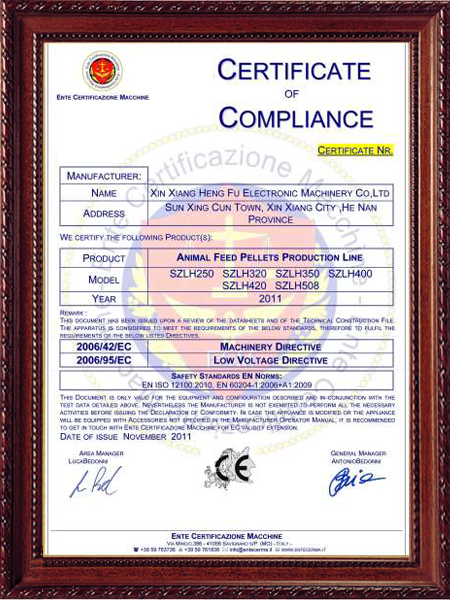 ENTE CERTIFICAZIONE MACCHINE
CERTIFICATE
OF
COMPLIANCE
CERTIFICATE NR.
MANUFACTURER:
NAME XIN XIANG HENG FU ELECTRONIC MACHINERY CO,LTD
ADDRESS SUN XING CUN TOWN, XIN XIANG CITY ,HE NAN
PROVINCE
WE CERTIFY THE FOLLOWING PRODUCT(S):
PRODUCT ANIMAL FEED PELLETS PRODUCTION LINE
MODEL SZLH250 SZLH320 SZLH350 SZLH400
SZLH420 SZLH508
YEAR 2011
REMARK :
THIS DOCUMENT HAS BEEN ISSUED UPON A REVIEW OF THE DATASHEETS AND OF THE TECHNICAL CONSTRUCTION FILE.
THE APPARATUS IS CONSIDERED TO MEET THE REQUIREMENTS OF THE BELOW STANDARDS, THEREFORE TO FULFIL THE
REQUIREMENTS OF THE BELOW LISTED DIRECTIVES.
2006/42/EC MACHINERY DIRECTIVE
2006/95/EC LOW VOLTAGE DIRECTIVE
SAFETY STANDARDS EN NORMS:
EN ISO 12100:2010, EN 60204-1:2006+A1:2009
THIS DOCUMENT IS ONLY VALID FOR THE EQUIPMENT AND CONFIGURATION DESCRIBED AND IN CONJUNCTION WITH THE
TEST DATA DETAILED ABOVE. NEVERTHELESS THE MANUFACTURER IS NOT EXEMPTED TO PERFORM ALL THE NECESSARY
ACTIVITIES BEFORE ISSUING THE DECLARATION OF CONFORMITY. IN CASE THE APPLIANCE IS MODIFIED OR THE APPLIANCE
WILL BE EQUIPPED WITH ACCESSORIES NOT SPECIFIED IN THE MANUFACTURER OPERATOR MANUAL, IT IS RECOMMENDED
TO GET IN TOUCH WITH ENTE CERTIFICAZIONE MACCHINE FOR EC VALIDITY EXTENSION.
DATE OF ISSUE NOVEMBER 2011
AREA MANAGER
LUCABEDONNI
CE
GENERAL MANAGER
ANTONIOBEDONNI
ENTE CERTIFICAZIONE MACCHINE
VIA MINCIO,386 - 41056 SAVIGNANO S/P (MO) - ITALY -